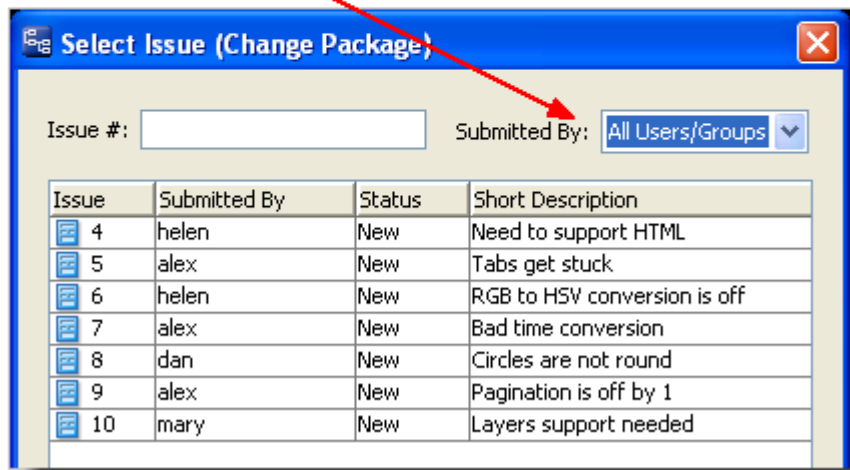 Select Issue (Change Package)
Issue #: Submitted By: All Users/Groups
Issue Submitted By Status Short Description
4 helen New Need to support HTML
5 alex New Tabs get stuck
6 helen New RGB to HSV conversion is off
7 alex New Bad time conversion
8 dan New Circles are not round
9 alex New Pagination is off by 1
10 mary New Layers support needed